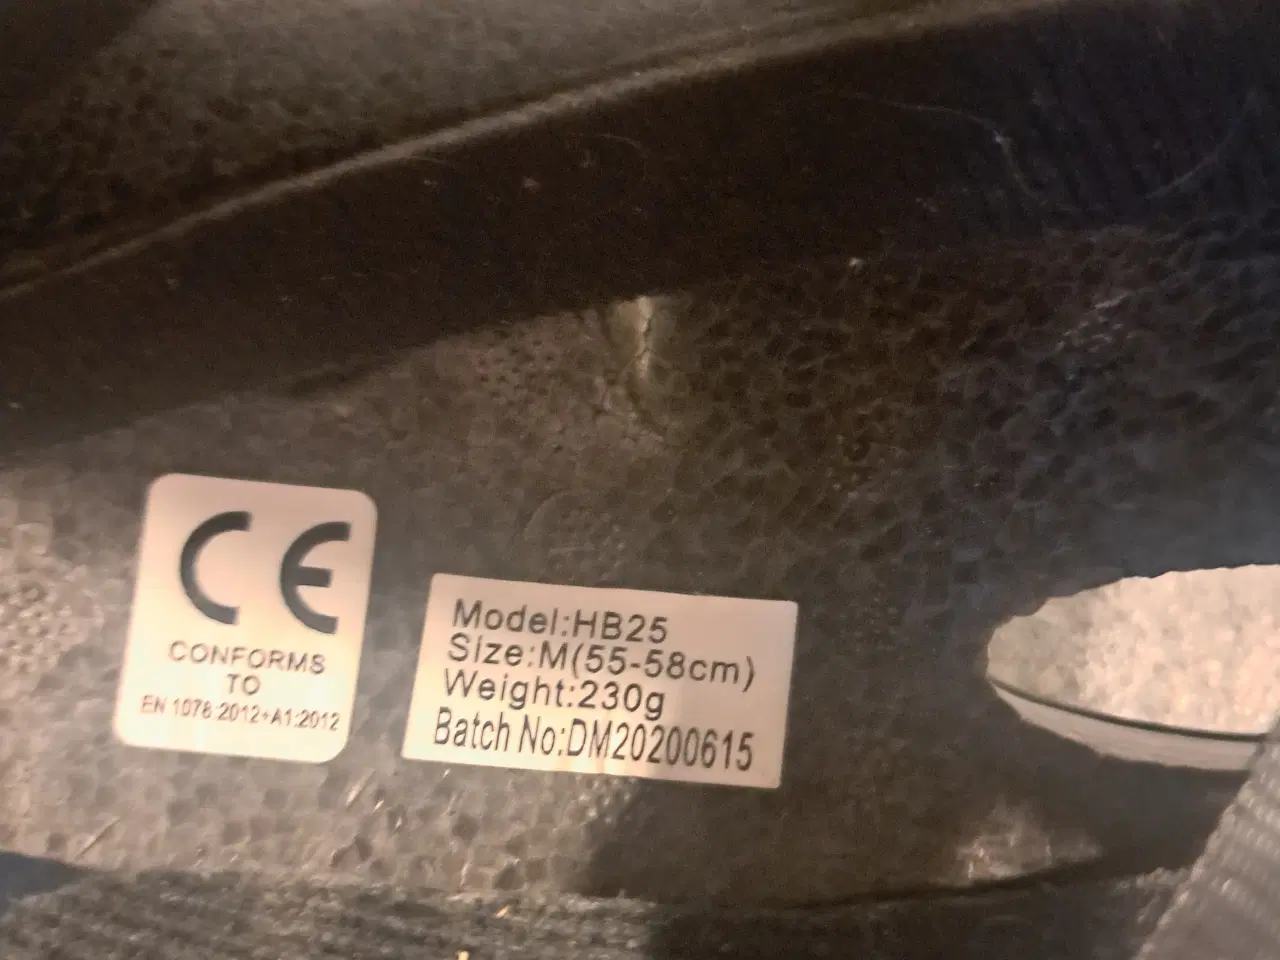 CE
CONFORMS
TO
EN 1078:2012+A1:2012
Model:HB25
Size:M(55-58cm)
Weight:230g
Batch No:DM20200615